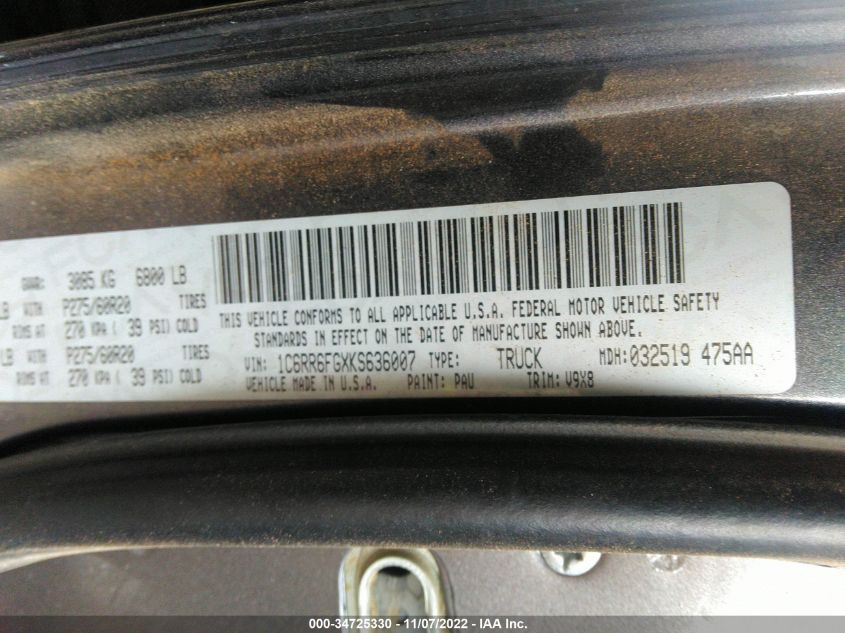 GAWR: 3085 KG 6800 LB
LB WITH P275/60R20 TIRES
RIMS AT 270 KPA ( 39 PSI) COLD
LB WITH P275/60R20 TIRES
RIMS AT 270 KPA ( 39 PSI) COLD
THIS VEHICLE CONFORMS TO ALL APPLICABLE U.S.A. FEDERAL MOTOR VEHICLE SAFETY
STANDARDS IN EFFECT ON THE DATE OF MANUFACTURE SHOWN ABOVE.
VIN: 1C6RR6FGXKS636007 TYPE: TRUCK MDH:032519 475AA
VEHICLE MADE IN U.S.A. PAINT: PAU TRIM: V9X8
000-34725330 - 11/07/2022 - IAA Inc.